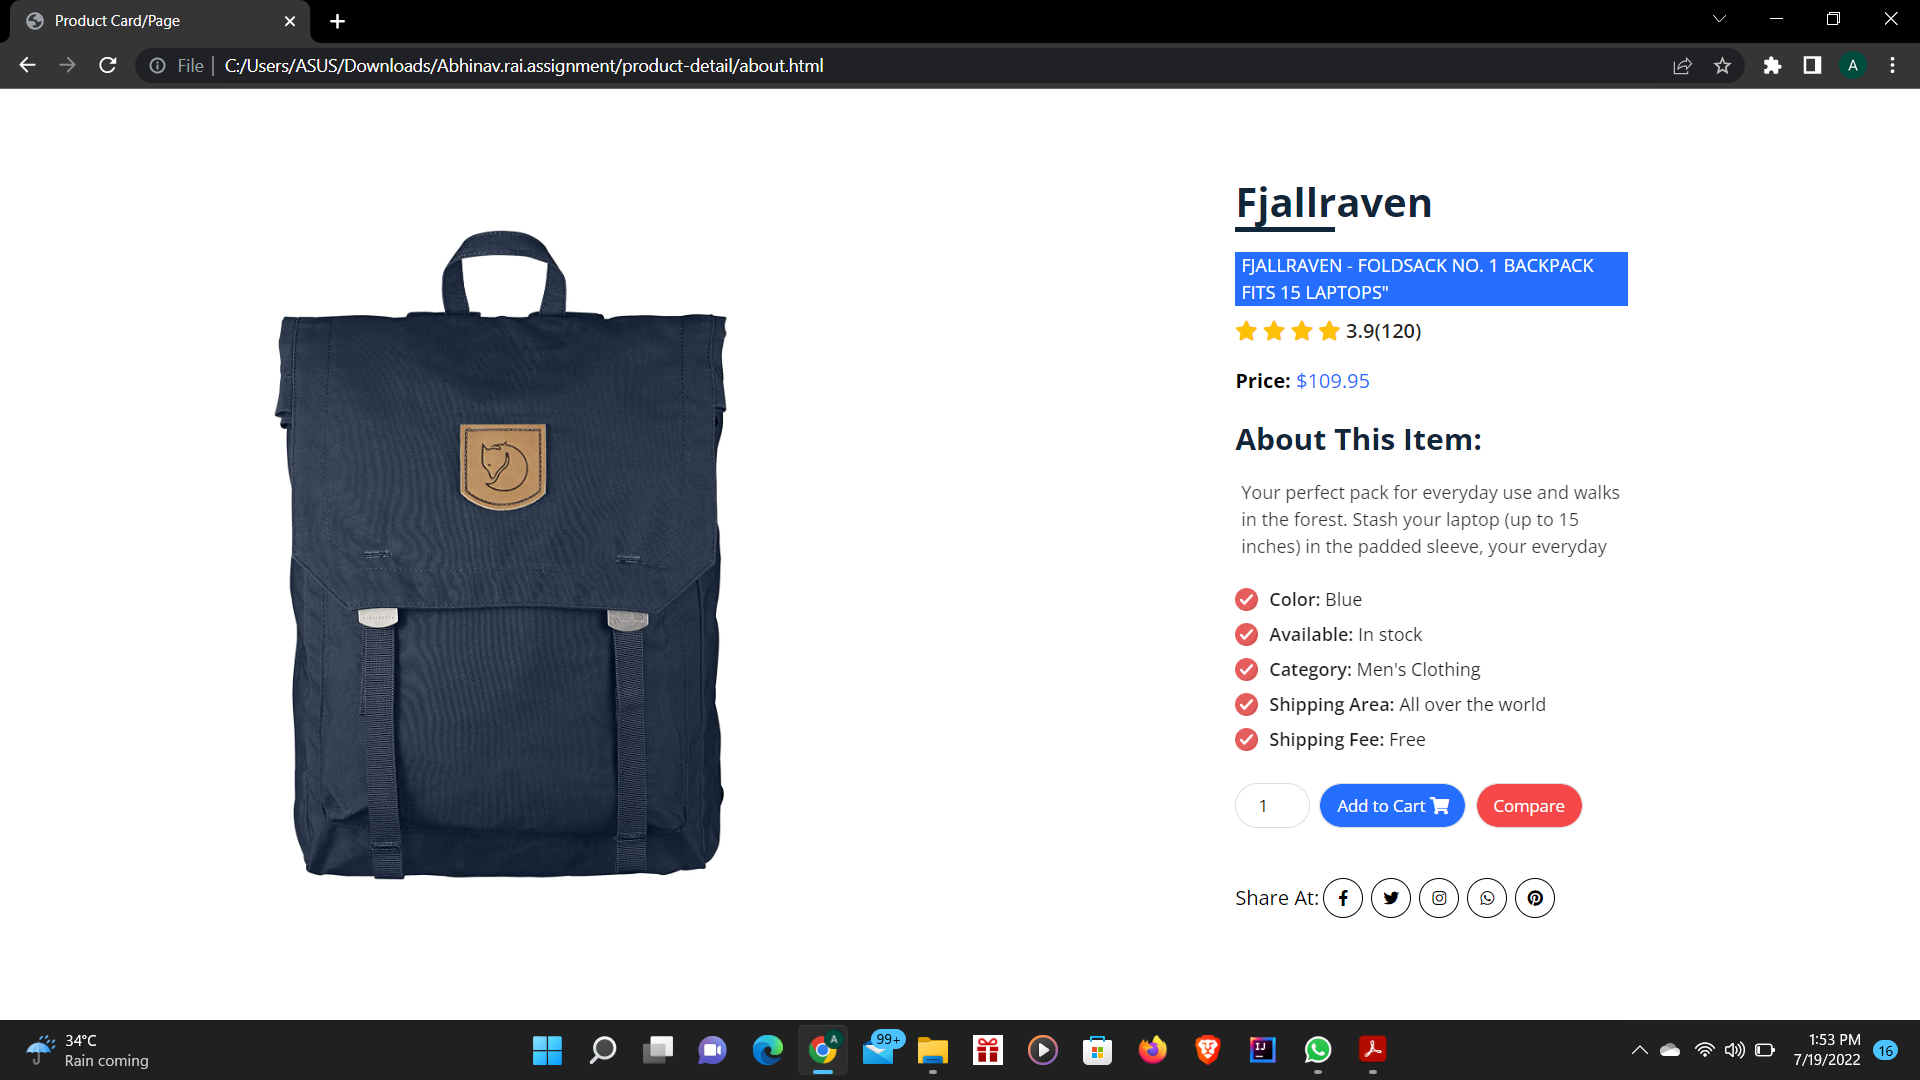 Product Card/Page
File
C:/Users/ASUS/Downloads/Abhinav.rai.assignment/product-detail/about.html
A
Fjallraven
FJALLRAVEN - FOLDSACK NO. 1 BACKPACK
FITS 15 LAPTOPS"
3.9(120)
Price: $109.95
About This Item:
Your perfect pack for everyday use and walks
in the forest. Stash your laptop (up to 15
inches) in the padded sleeve, your everyday
Color: Blue
Available: In stock
Category: Men's Clothing
Shipping Area: All over the world
Shipping Fee: Free
1
Add to Cart
Compare
Share At:
34°C
Rain coming
A
99+
IJ
1:53 PM
7/19/2022
16